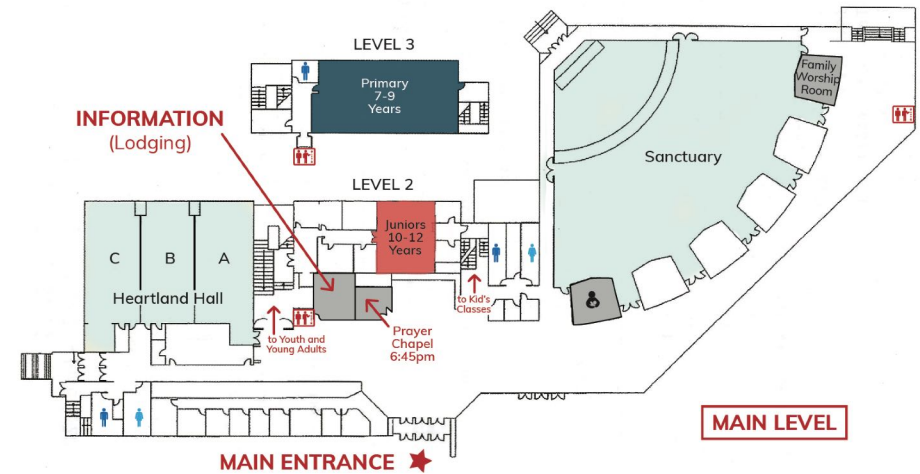 LEVEL 3
Primary
7-9
Years
INFORMATION
(Lodging)
Family
Worship
Room
Sanctuary
LEVEL 2
Juniors
10-12
Years
C
B
A
Heartland Hall
to Kid's
Classes
to Youth and
Young Adults
Prayer
Chapel
6:45pm
MAIN LEVEL
MAIN ENTRANCE